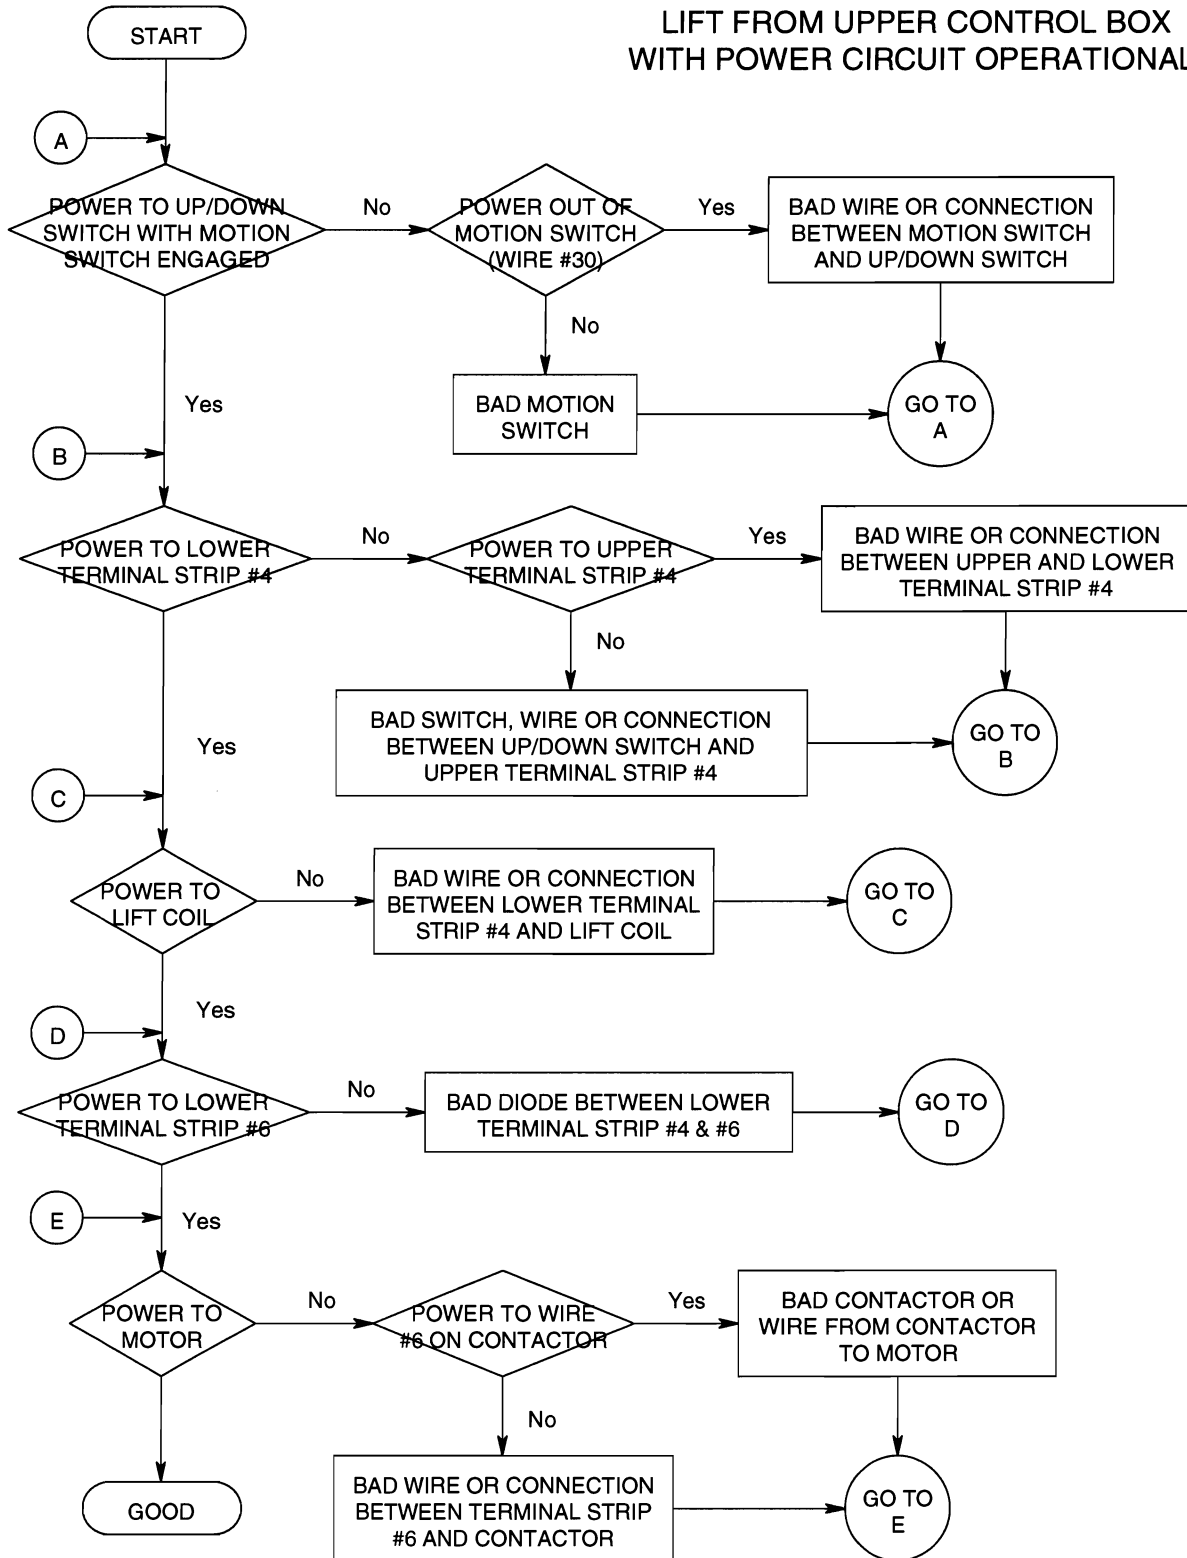 LIFT FROM UPPER CONTROL BOX
WITH POWER CIRCUIT OPERATIONAL
START
A
POWER TO UP/DOWN
SWITCH WITH MOTION
SWITCH ENGAGED
No
POWER OUT OF
MOTION SWITCH
(WIRE #30)
Yes
BAD WIRE OR CONNECTION
BETWEEN MOTION SWITCH
AND UP/DOWN SWITCH
No
Yes
BAD MOTION
SWITCH
GO TO
A
B
POWER TO LOWER
TERMINAL STRIP #4
No
POWER TO UPPER
TERMINAL STRIP #4
Yes
BAD WIRE OR CONNECTION
BETWEEN UPPER AND LOWER
TERMINAL STRIP #4
No
Yes
BAD SWITCH, WIRE OR CONNECTION
BETWEEN UP/DOWN SWITCH AND
UPPER TERMINAL STRIP #4
GO TO
B
C
POWER TO
LIFT COIL
No
BAD WIRE OR CONNECTION
BETWEEN LOWER TERMINAL
STRIP #4 AND LIFT COIL
GO TO
C
Yes
D
POWER TO LOWER
TERMINAL STRIP #6
No
BAD DIODE BETWEEN LOWER
TERMINAL STRIP #4 & #6
GO TO
D
E
Yes
POWER TO
MOTOR
No
POWER TO WIRE
#6 ON CONTACTOR
Yes
BAD CONTACTOR OR
WIRE FROM CONTACTOR
TO MOTOR
No
GOOD
BAD WIRE OR CONNECTION
BETWEEN TERMINAL STRIP
#6 AND CONTACTOR
GO TO
E